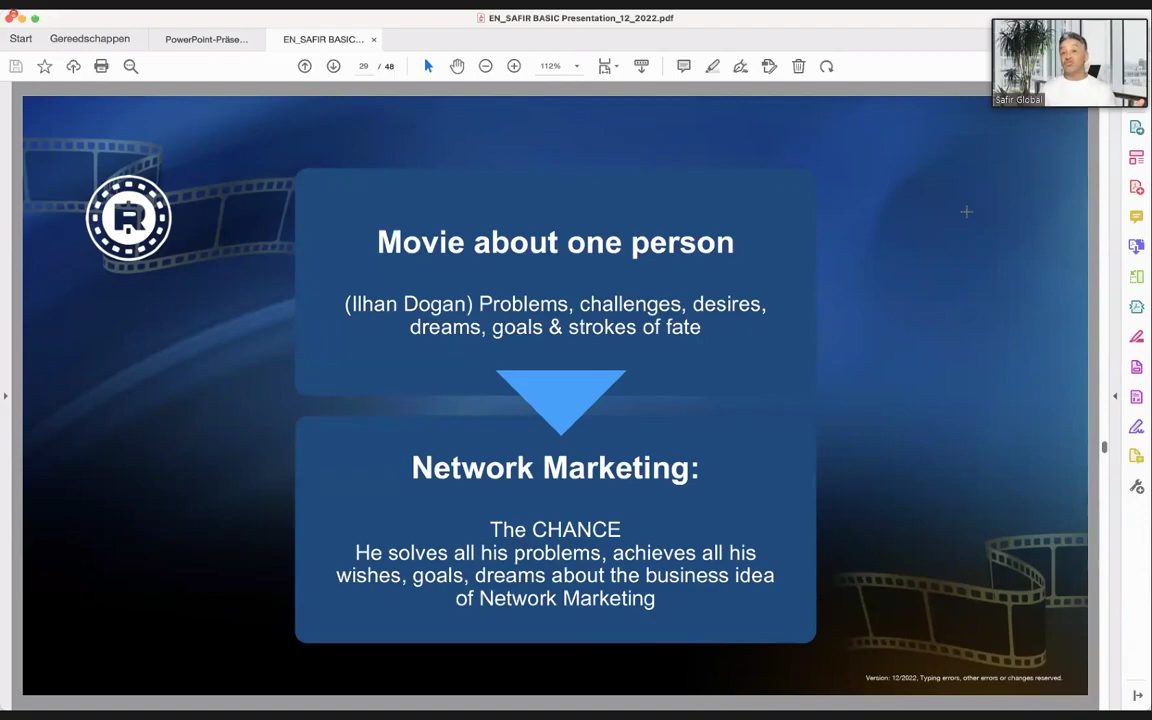 EN_SAFIR BASIC Presentation_12_2022.pdf
Start
Gereedschappen
PowerPoint-Präse...
EN_SAFIR BASIC...
29 / 48
112%
Safir Global
R
Movie about one person
(Ilhan Dogan) Problems, challenges, desires,
dreams, goals & strokes of fate
Network Marketing:
The CHANCE
He solves all his problems, achieves all his
wishes, goals, dreams about the business idea
of Network Marketing
Version: 12/2022, Typing errors, other errors or changes reserved.